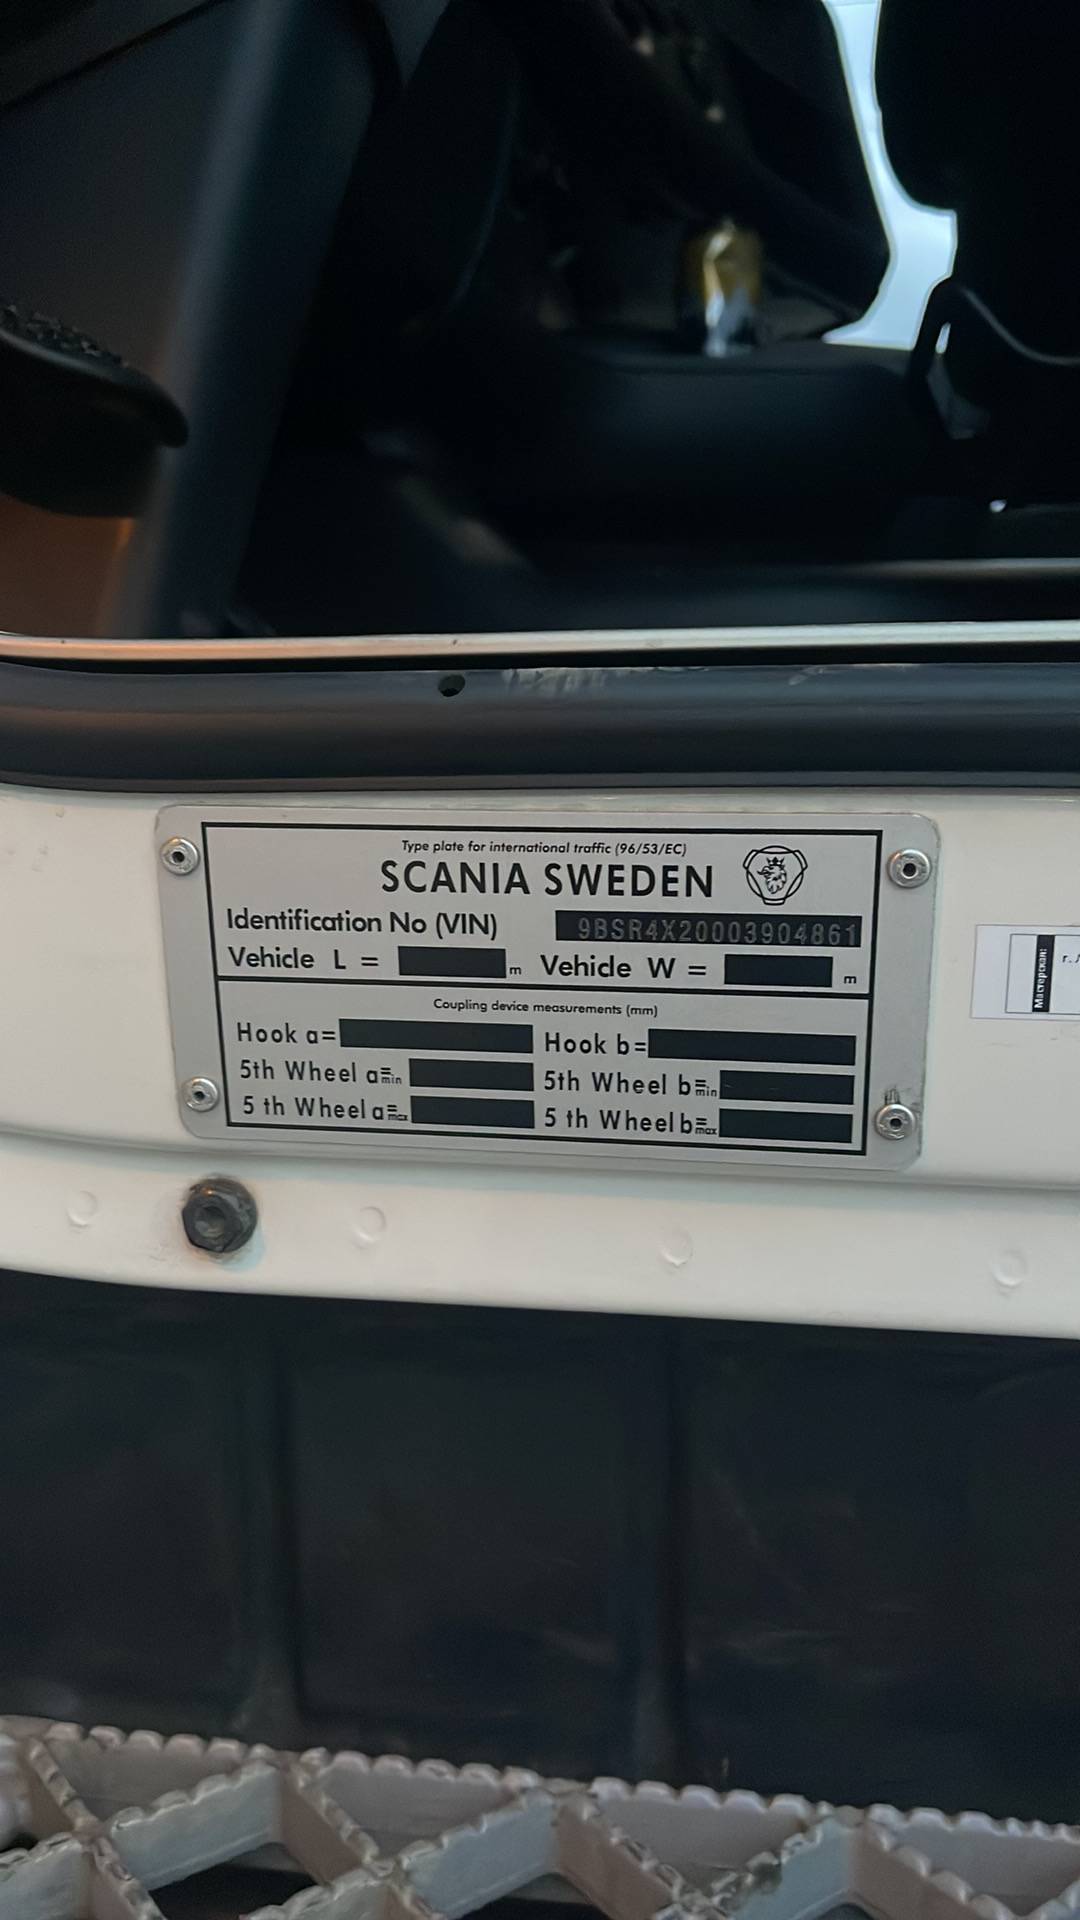 Type plate for international traffic (96/53/EC)
SCANIA SWEDEN
Identification No (VIN) 9BSR4X20003904861
Vehicle L = m Vehicle W = m
Coupling device measurements (mm)
Hook a= Hook b=
5th Wheel a= min 5th Wheel b= min
5 th Wheel a= max 5 th Wheel b= max
Мастерская:
г.